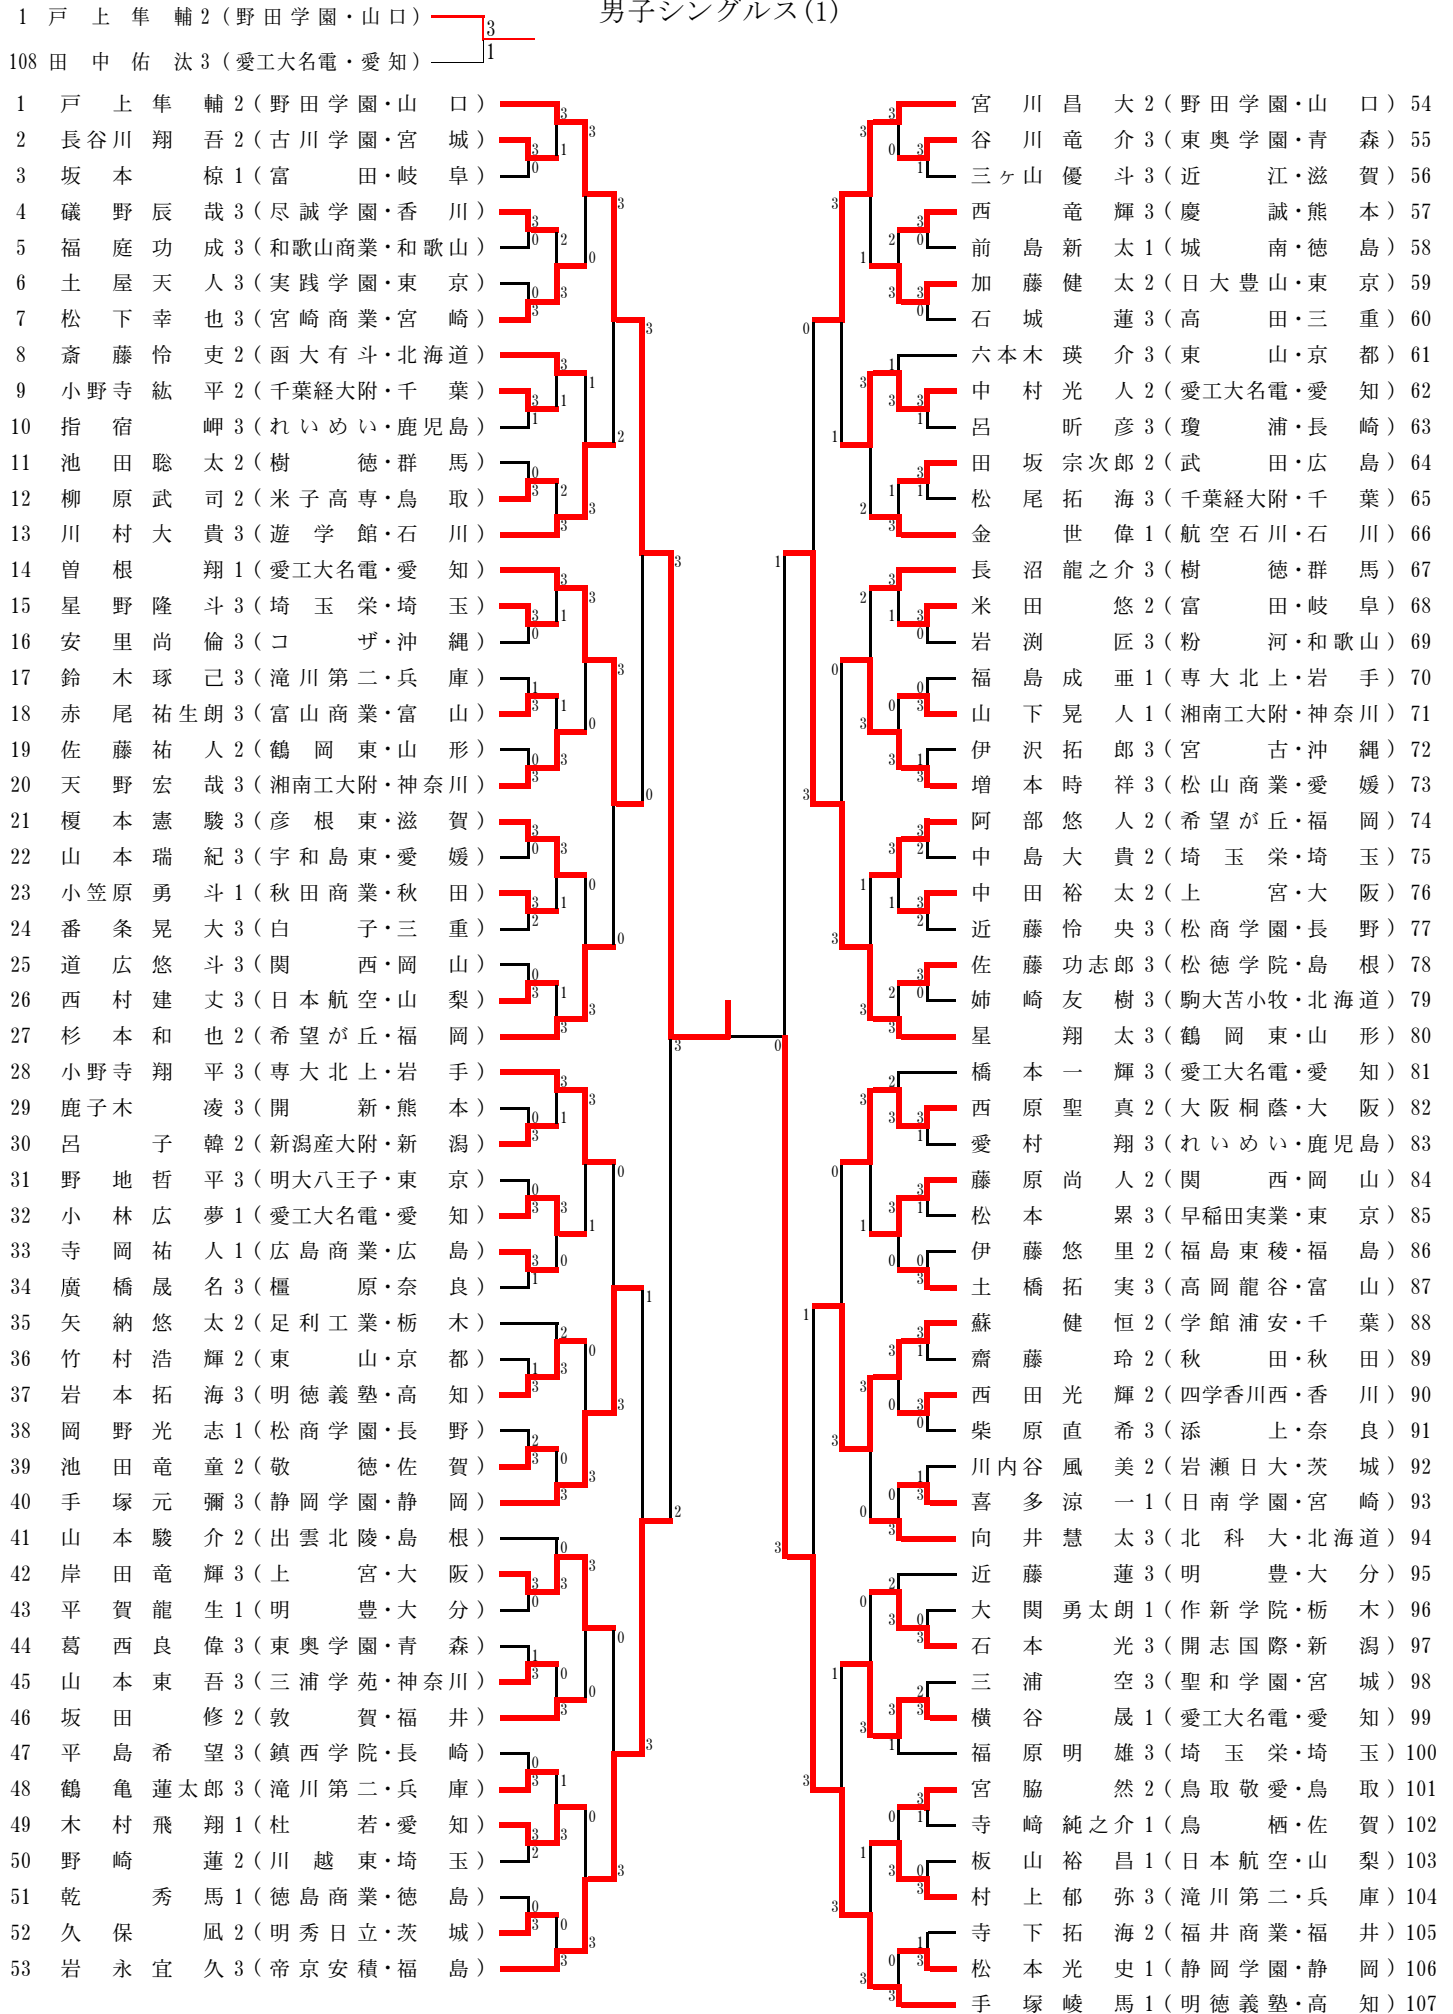 男子シングルス(1)
1 戸上隼輔 2 (野田学園・山口) 3
108 田中佑汰 3 (愛工大名電・愛知) 1
1 戸上隼輔 2 (野田学園・山口)
2 長谷川翔吾 2 (古川学園・宮城)
3 坂本椋 1 (富田・岐阜)
4 礒野辰哉 3 (尽誠学園・香川)
5 福庭功成 3 (和歌山商業・和歌山)
6 土屋天人 3 (実践学園・東京)
7 松下幸也 3 (宮崎商業・宮崎)
8 斎藤怜吏 2 (函大有斗・北海道)
9 小野寺紘平 2 (千葉経大附・千葉)
10 指宿岬 3 (れいめい・鹿児島)
11 池田聡太 2 (樹徳・群馬)
12 柳原武司 2 (米子高専・鳥取)
13 川村大貴 3 (遊学館・石川)
14 曽根翔 1 (愛工大名電・愛知)
15 星野隆斗 3 (埼玉栄・埼玉)
16 安里尚倫 3 (コザ・沖縄)
17 鈴木琢己 3 (滝川第二・兵庫)
18 赤尾祐生朗 3 (富山商業・富山)
19 佐藤祐人 2 (鶴岡東・山形)
20 天野宏哉 3 (湘南工大附・神奈川)
21 榎本憲駿 3 (彦根東・滋賀)
22 山本瑞紀 3 (宇和島東・愛媛)
23 小笠原勇斗 1 (秋田商業・秋田)
24 番条晃大 3 (白子・三重)
25 道広悠斗 3 (関西・岡山)
26 西村建丈 3 (日本航空・山梨)
27 杉本和也 2 (希望が丘・福岡)
28 小野寺翔平 3 (専大北上・岩手)
29 鹿子木凌 3 (開新・熊本)
30 呂子韓 2 (新潟産大附・新潟)
31 野地哲平 3 (明大八王子・東京)
32 小林広夢 1 (愛工大名電・愛知)
33 寺岡祐人 1 (広島商業・広島)
34 廣橋晟名 3 (橿原・奈良)
35 矢納悠太 2 (足利工業・栃木)
36 竹村浩輝 2 (東山・京都)
37 岩本拓海 3 (明徳義塾・高知)
38 岡野光志 1 (松商学園・長野)
39 池田竜童 2 (敬徳・佐賀)
40 手塚元彌 3 (静岡学園・静岡)
41 山本駿介 2 (出雲北陵・島根)
42 岸田竜輝 3 (上宮・大阪)
43 平賀龍生 1 (明豊・大分)
44 葛西良偉 3 (東奥学園・青森)
45 山本東吾 3 (三浦学苑・神奈川)
46 坂田修 2 (敦賀・福井)
47 平島希望 3 (鎮西学院・長崎)
48 鶴亀蓮太郎 3 (滝川第二・兵庫)
49 木村飛翔 1 (杜若・愛知)
50 野崎蓮 2 (川越東・埼玉)
51 乾秀馬 1 (徳島商業・徳島)
52 久保凪 2 (明秀日立・茨城)
53 岩永宜久 3 (帝京安積・福島)
宮川昌大 2 (野田学園・山口) 54
谷川竜介 3 (東奥学園・青森) 55
三ヶ山優斗 3 (近江・滋賀) 56
西竜輝 3 (慶誠・熊本) 57
前島新太 1 (城南・徳島) 58
加藤健太 2 (日大豊山・東京) 59
石城蓮 3 (高田・三重) 60
六本木瑛介 3 (東山・京都) 61
中村光人 2 (愛工大名電・愛知) 62
呂昕彦 3 (瓊浦・長崎) 63
田坂宗次郎 2 (武田・広島) 64
松尾拓海 3 (千葉経大附・千葉) 65
金世偉 1 (航空石川・石川) 66
長沼龍之介 3 (樹徳・群馬) 67
米田悠 2 (富田・岐阜) 68
岩渕匠 3 (粉河・和歌山) 69
福島成亜 1 (専大北上・岩手) 70
山下晃人 1 (湘南工大附・神奈川) 71
伊沢拓郎 3 (宮古・沖縄) 72
増本時祥 3 (松山商業・愛媛) 73
阿部悠人 2 (希望が丘・福岡) 74
中島大貴 2 (埼玉栄・埼玉) 75
中田裕太 2 (上宮・大阪) 76
近藤怜央 3 (松商学園・長野) 77
佐藤功志郎 3 (松徳学院・島根) 78
姉崎友樹 3 (駒大苫小牧・北海道) 79
星翔太 3 (鶴岡東・山形) 80
橋本一輝 3 (愛工大名電・愛知) 81
西原聖真 2 (大阪桐蔭・大阪) 82
愛村翔 3 (れいめい・鹿児島) 83
藤原尚人 2 (関西・岡山) 84
松本累 3 (早稲田実業・東京) 85
伊藤悠里 2 (福島東稜・福島) 86
土橋拓実 3 (高岡龍谷・富山) 87
蘇健恒 2 (学館浦安・千葉) 88
齋藤玲 2 (秋田・秋田) 89
西田光輝 2 (四学香川西・香川) 90
柴原直希 3 (添上・奈良) 91
川内谷風美 2 (岩瀬日大・茨城) 92
喜多涼一 1 (日南学園・宮崎) 93
向井慧太 3 (北科大・北海道) 94
近藤蓮 3 (明豊・大分) 95
大関勇太朗 1 (作新学院・栃木) 96
石本光 3 (開志国際・新潟) 97
三浦空 3 (聖和学園・宮城) 98
横谷晟 1 (愛工大名電・愛知) 99
福原明雄 3 (埼玉栄・埼玉) 100
宮脇然 2 (鳥取敬愛・鳥取) 101
寺﨑純之介 1 (鳥栖・佐賀) 102
板山裕昌 1 (日本航空・山梨) 103
村上郁弥 3 (滝川第二・兵庫) 104
寺下拓海 2 (福井商業・福井) 105
松本光史 1 (静岡学園・静岡) 106
手塚崚馬 1 (明徳義塾・高知) 107